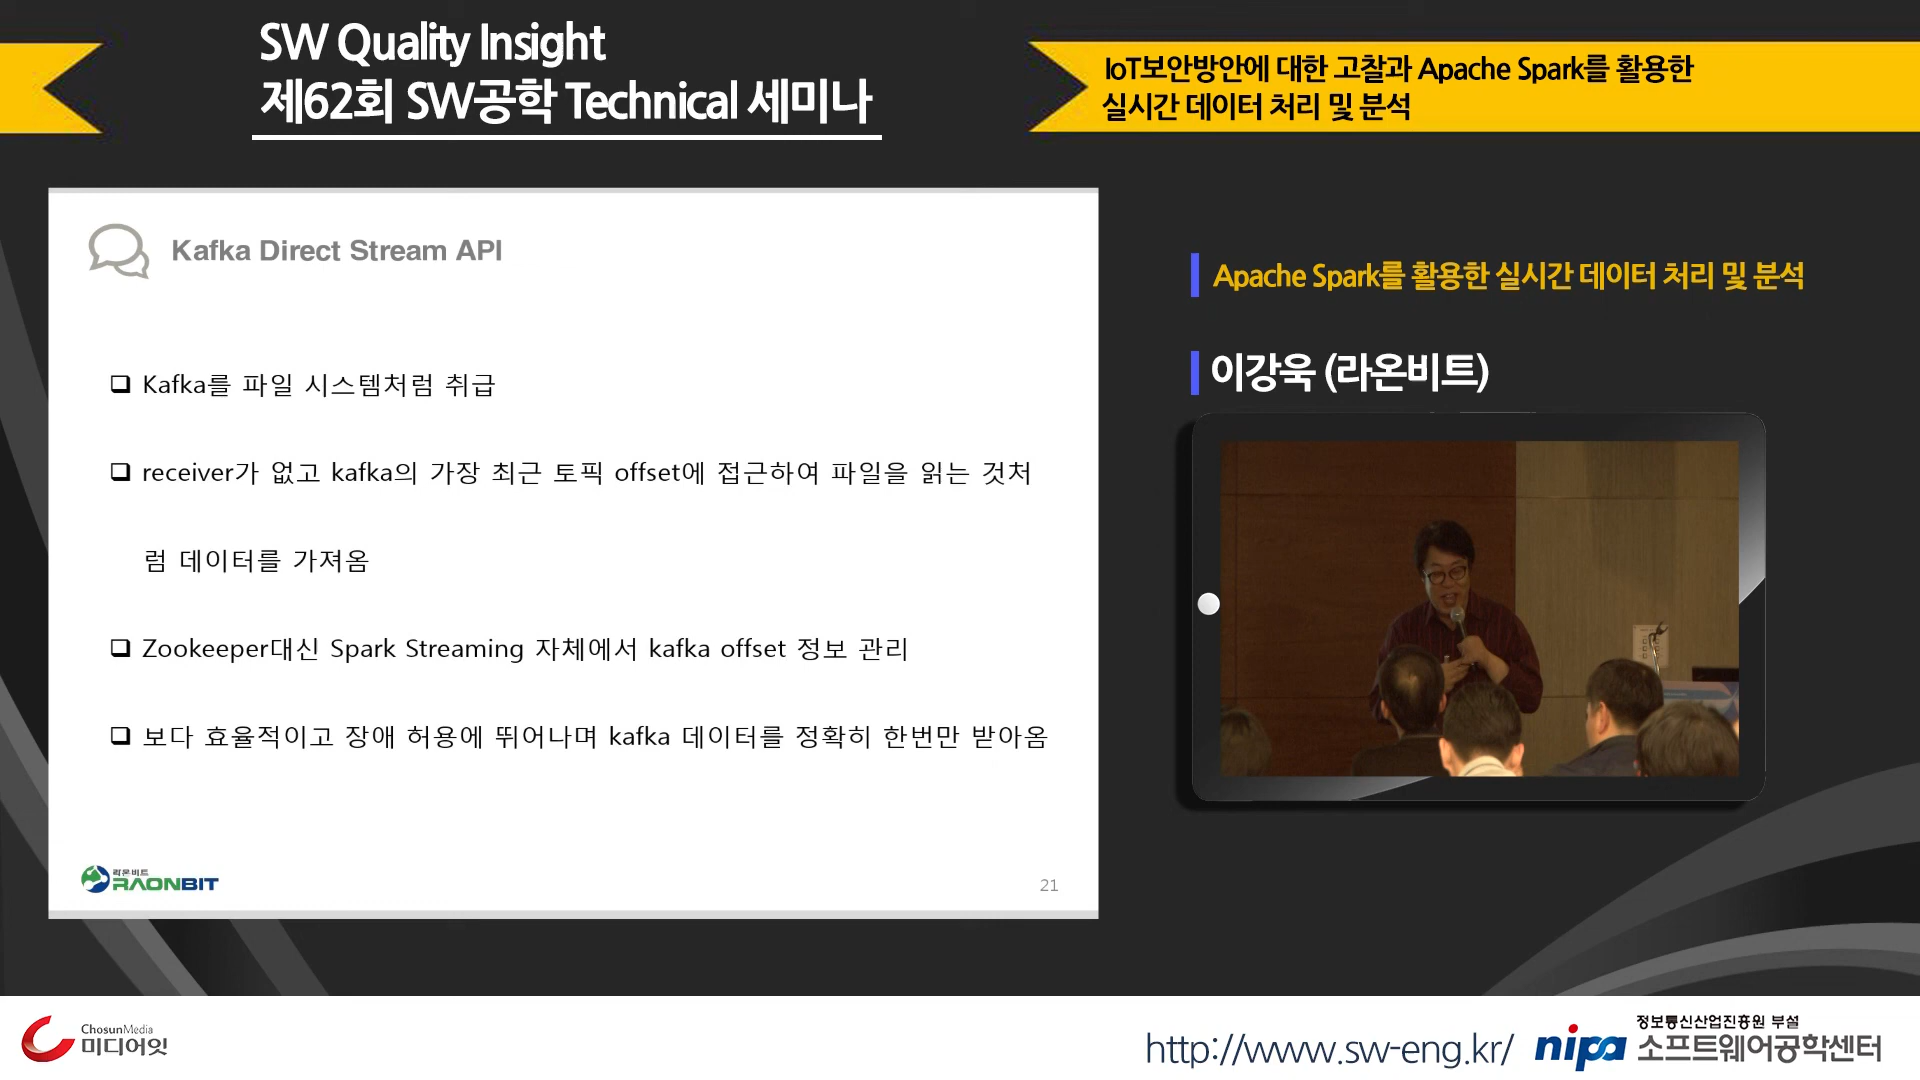 SW Quality Insight
제62회 SW공학 Technical 세미나
IoT보안방안에 대한 고찰과 Apache Spark를 활용한
실시간 데이터 처리 및 분석
Kafka Direct Stream API
Kafka를 파일 시스템처럼 취급
receiver가 없고 kafka의 가장 최근 토픽 offset에 접근하여 파일을 읽는 것처
럼 데이터를 가져옴
Zookeeper대신 Spark Streaming 자체에서 kafka offset 정보 관리
보다 효율적이고 장애 허용에 뛰어나며 kafka 데이터를 정확히 한번만 받아옴
라온비트
RAONBIT
21
Apache Spark를 활용한 실시간 데이터 처리 및 분석
이강욱 (라온비트)
ChosunMedia
미디어잇
http://www.sw-eng.kr/
nipa
정보통신산업진흥원 부설
소프트웨어공학센터